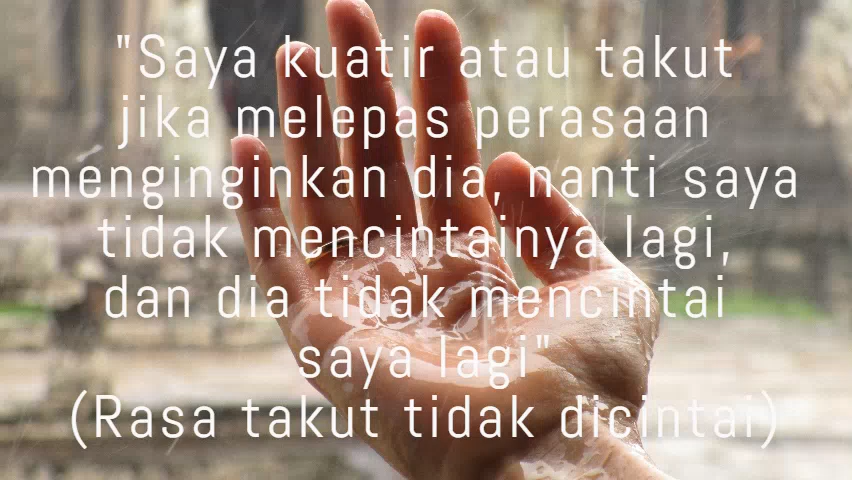 "Saya kuatir atau takut
jika melepas perasaan
menginginkan dia, nanti saya
tidak mencintainya lagi,
dan dia tidak mencintai
saya lagi"
(Rasa takut tidak dicintai)